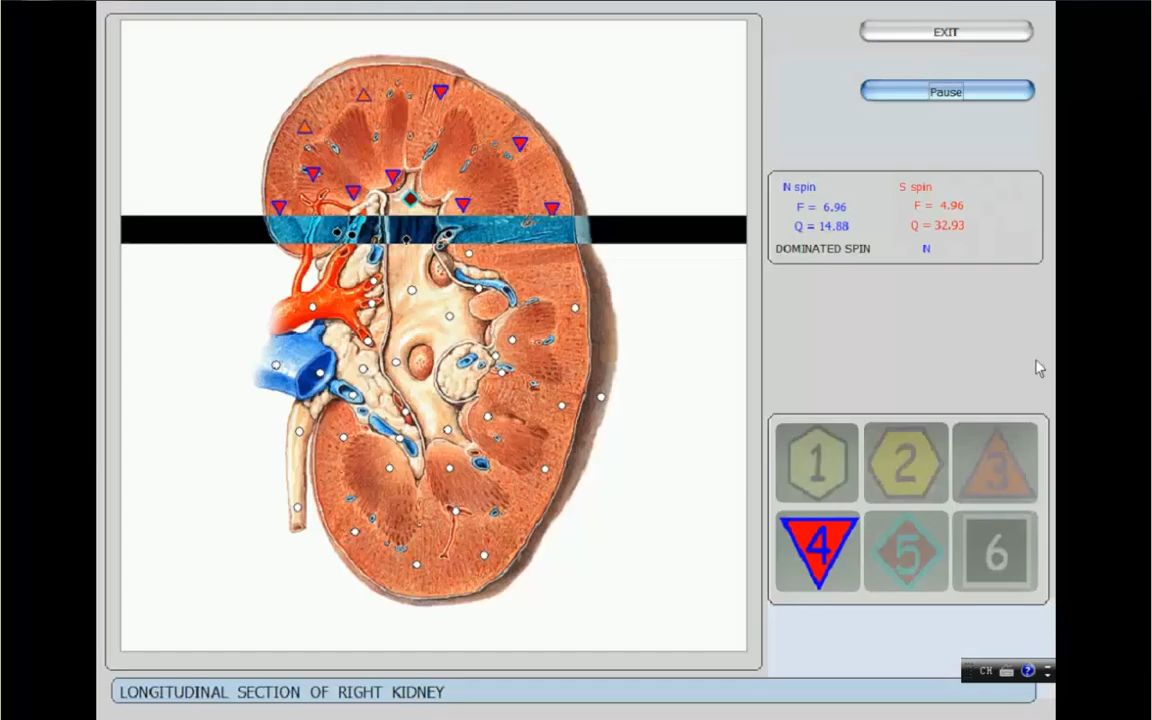 EXIT
Pause
N spin S spin
F = 6.96 F = 4.96
Q = 14.88 Q = 32.93
DOMINATED SPIN N
1 2 3
4 5 6
CH
LONGITUDINAL SECTION OF RIGHT KIDNEY